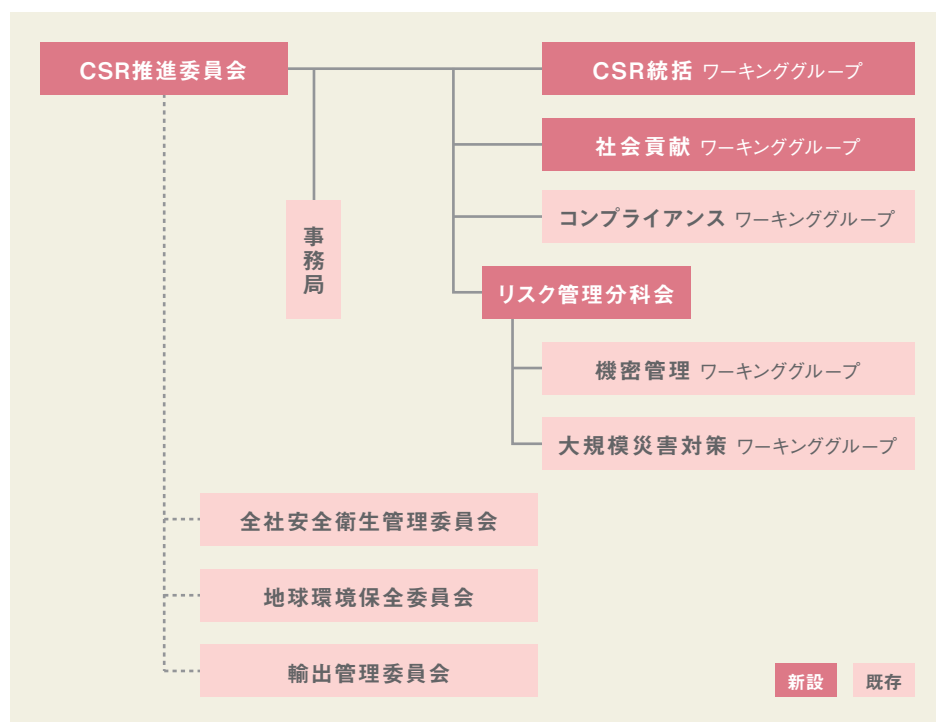 CSR推進委員会
CSR統括 ワーキンググループ
社会貢献 ワーキンググループ
コンプライアンス ワーキンググループ
事務局
リスク管理分科会
機密管理 ワーキンググループ
大規模災害対策 ワーキンググループ
全社安全衛生管理委員会
地球環境保全委員会
輸出管理委員会
新設
既存